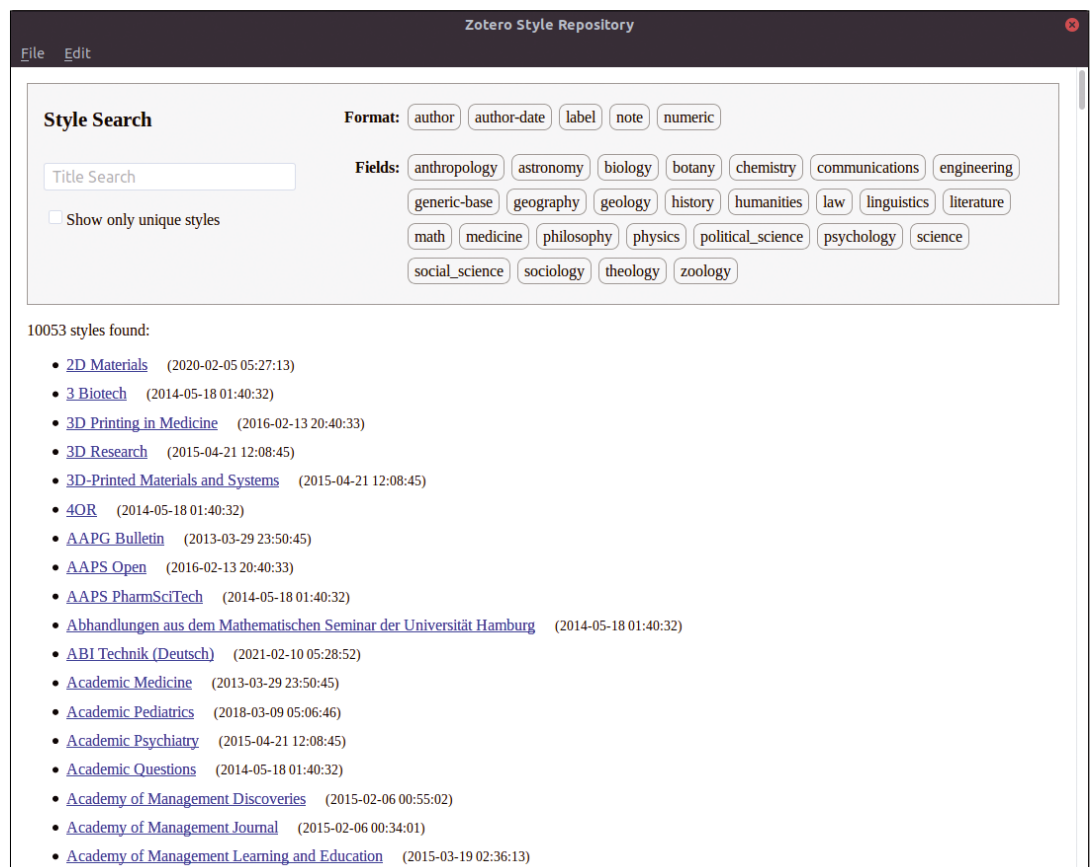 Zotero Style Repository
File Edit
Style Search
Title Search
Show only unique styles
Format: author author-date label note numeric
Fields: anthropology astronomy biology botany chemistry communications engineering
generic-base geography geology history humanities law linguistics literature
math medicine philosophy physics political_science psychology science
social_science sociology theology zoology
10053 styles found:
• 2D Materials (2020-02-05 05:27:13)
• 3 Biotech (2014-05-18 01:40:32)
• 3D Printing in Medicine (2016-02-13 20:40:33)
• 3D Research (2015-04-21 12:08:45)
• 3D-Printed Materials and Systems (2015-04-21 12:08:45)
• 4OR (2014-05-18 01:40:32)
• AAPG Bulletin (2013-03-29 23:50:45)
• AAPS Open (2016-02-13 20:40:33)
• AAPS PharmSciTech (2014-05-18 01:40:32)
• Abhandlungen aus dem Mathematischen Seminar der Universität Hamburg (2014-05-18 01:40:32)
• ABI Technik (Deutsch) (2021-02-10 05:28:52)
• Academic Medicine (2013-03-29 23:50:45)
• Academic Pediatrics (2018-03-09 05:06:46)
• Academic Psychiatry (2015-04-21 12:08:45)
• Academic Questions (2014-05-18 01:40:32)
• Academy of Management Discoveries (2015-02-06 00:55:02)
• Academy of Management Journal (2015-02-06 00:34:01)
• Academy of Management Learning and Education (2015-03-19 02:36:13)